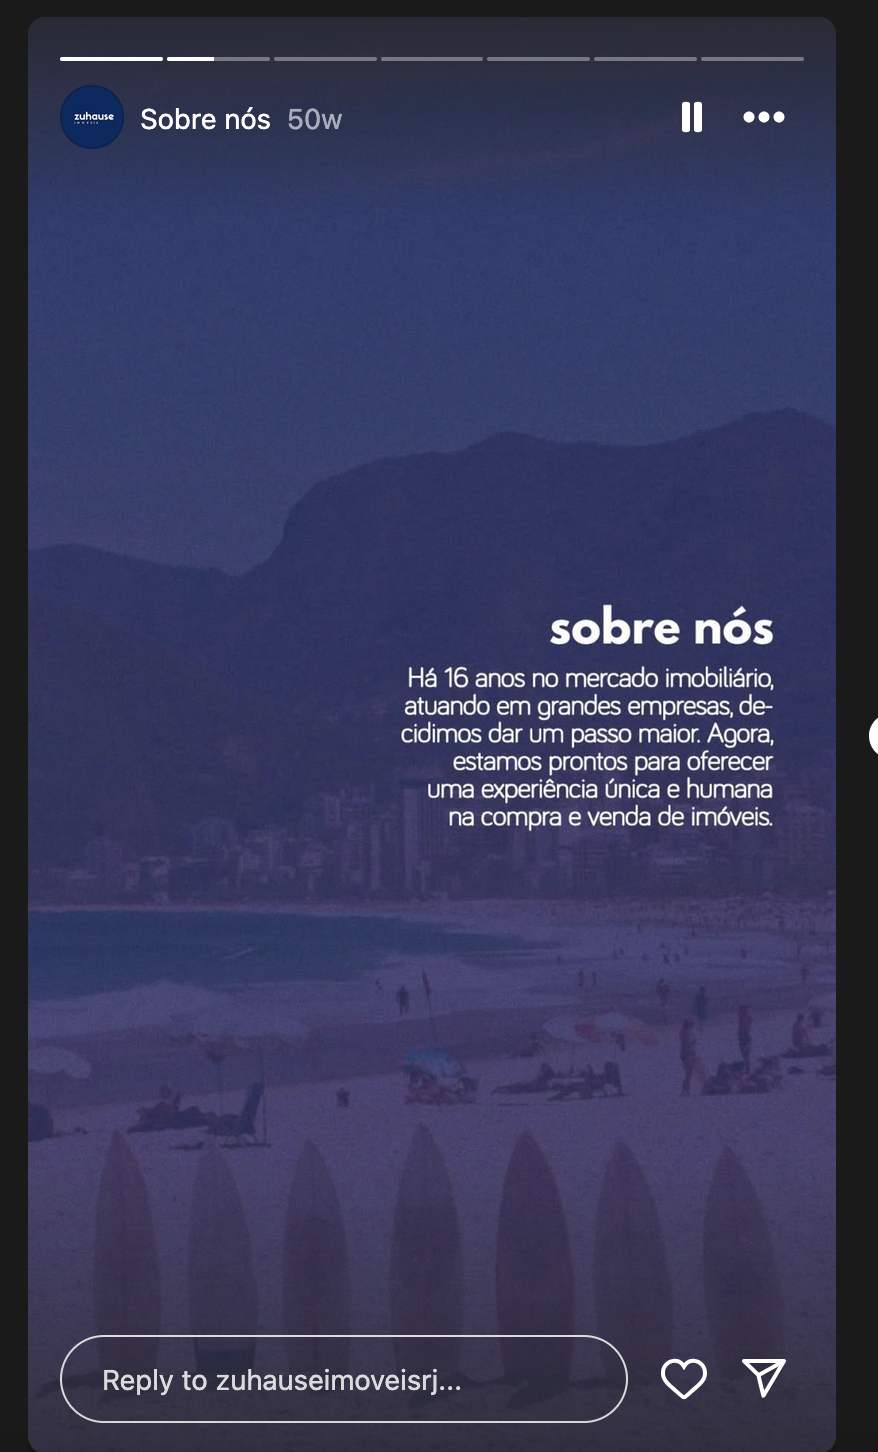 zuhause
imóveis
Sobre nós 50w
sobre nós
Há 16 anos no mercado imobiliário,
atuando em grandes empresas, de-
cidimos dar um passo maior. Agora,
estamos prontos para oferecer
uma experiência única e humana
na compra e venda de imóveis.
Reply to zuhauseimoveisrj...